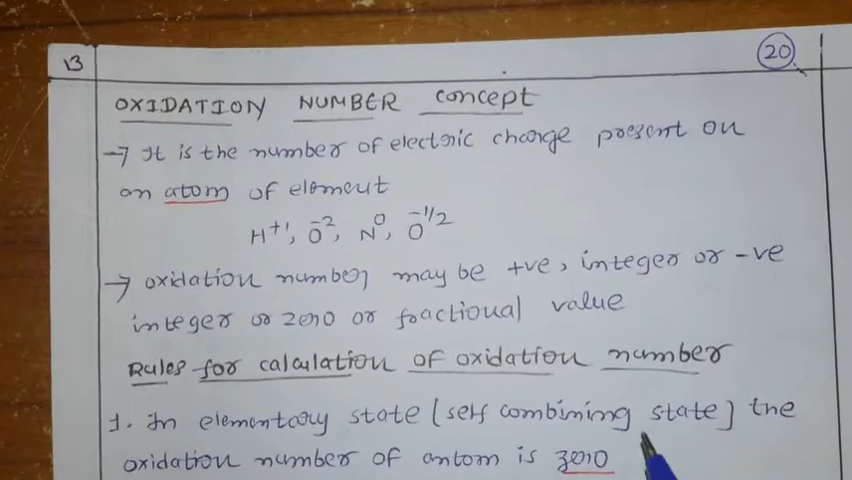 13
20
OXIDATION NUMBER concept
→ It is the number of electric charge present on
an atom of element
H⁺¹, O⁻², N⁰, O⁻¹/²
→ oxidation number, may be +ve, integer or -ve
integer or zero or fractional value
Rules for calculation of oxidation number
1. In elementary state [self combining state] the
oxidation number of antom is zero